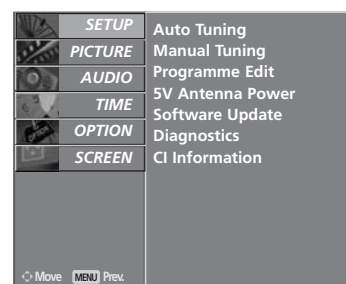 SETUP
PICTURE
AUDIO
TIME
OPTION
SCREEN
Auto Tuning
Manual Tuning
Programme Edit
5V Antenna Power
Software Update
Diagnostics
CI Information
Move MENU Prev.